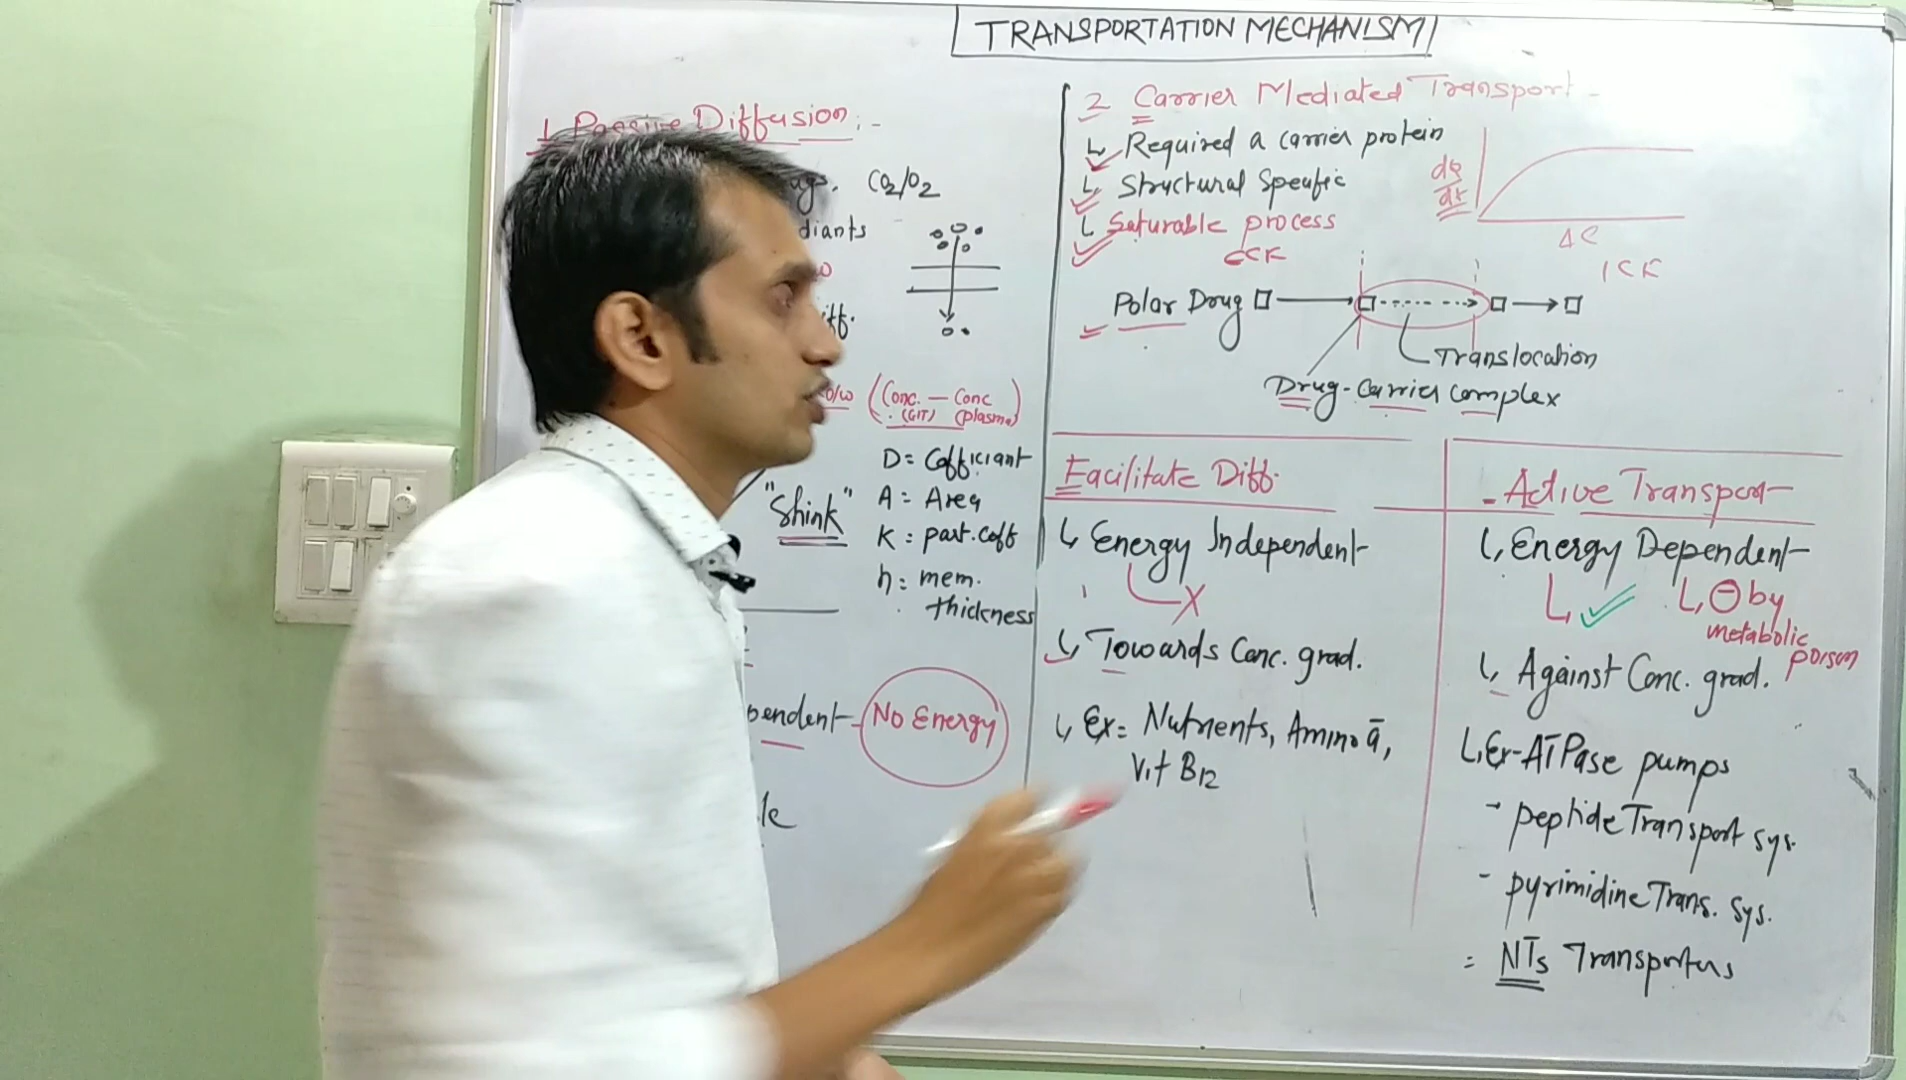 TRANSPORTATION MECHANISM
1 Passive Diffusion:-
CO2/O2
diants
iff.
o/w (Conc. (GIT) — Conc (plasma))
D= Cofficiant
"Shink" A = Area
K = part. coff
h = mem. thickness
pendent - No Energy
le
2 Carrier Mediated Transport -
Required a carrier protein
Structural Specific
Saturable process
dQ/dt
ΔC
Polar Drug
Translocation
Drug-Carrier complex
Facilitate Diff.
Energy Independent
X
Towards Conc. grad.
Ex = Nutrients, Amino ā,
Vit B12
- Active Transport
Energy Dependent
⊖ by
metabolic
poison
Against Conc. grad.
Ex-ATPase pumps
- peptide Transport sys.
- pyrimidine Trans. sys.
= NTs Transporters